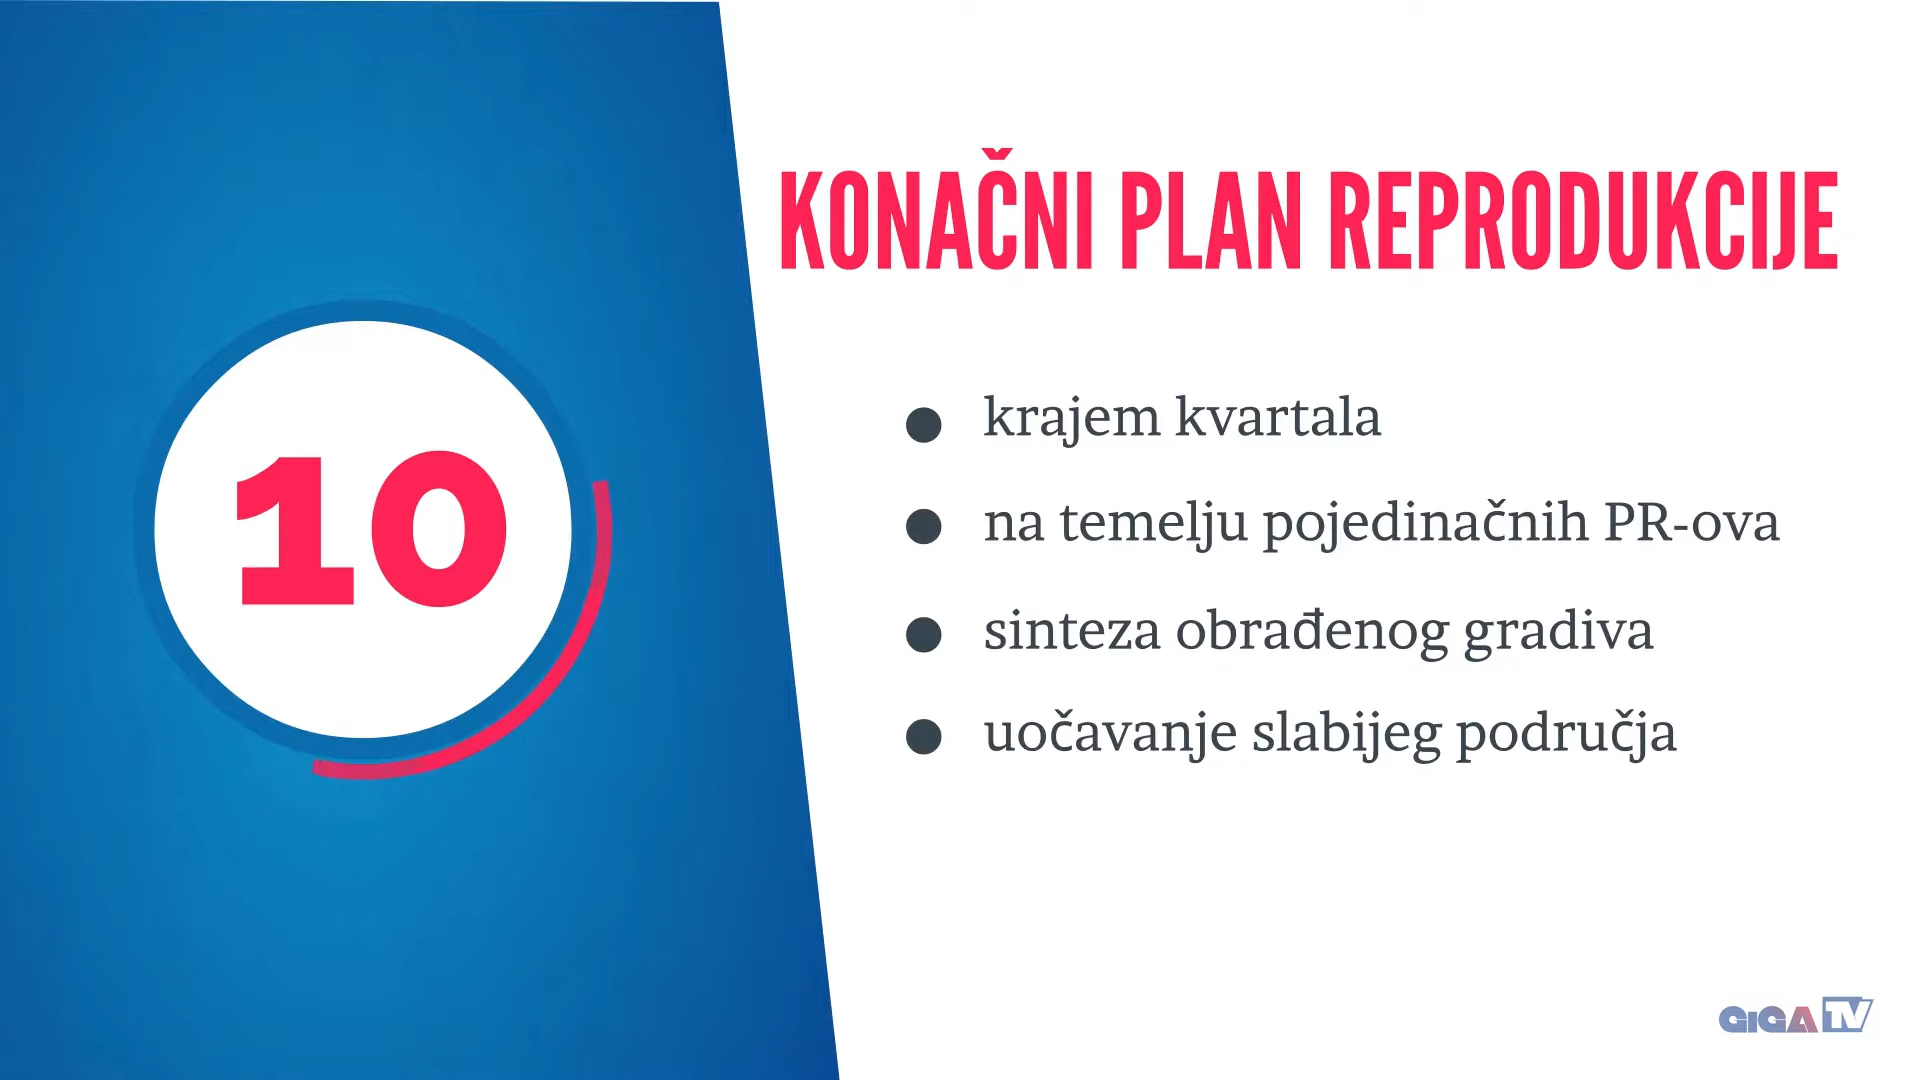 10
KONAČNI PLAN REPRODUKCIJE
krajem kvartala
na temelju pojedinačnih PR-ova
sinteza obrađenog gradiva
uočavanje slabijeg područja
GiGA TV